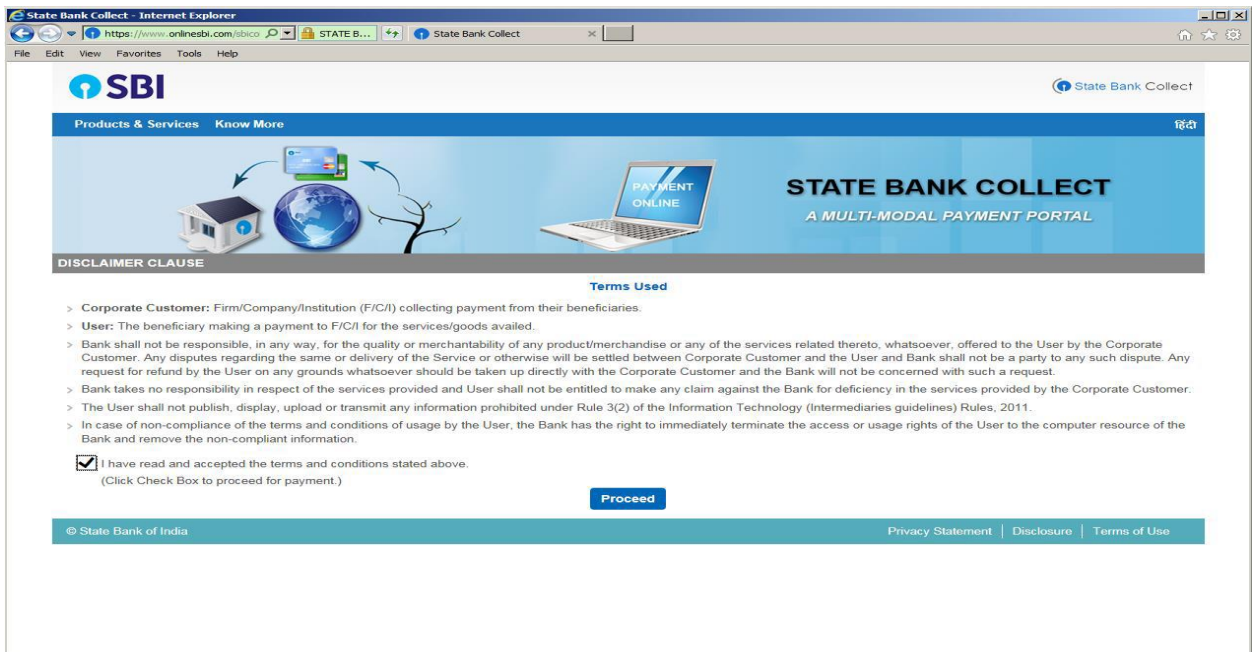 State Bank Collect - Internet Explorer
https://www.onlinesbi.com/sbico
STATE B...
State Bank Collect
File Edit View Favorites Tools Help
SBI
State Bank Collect
Products & Services Know More
हिंदी
PAYMENT
ONLINE
STATE BANK COLLECT
A MULTI-MODAL PAYMENT PORTAL
DISCLAIMER CLAUSE
Terms Used
> Corporate Customer: Firm/Company/Institution (F/C/I) collecting payment from their beneficiaries.
> User: The beneficiary making a payment to F/C/I for the services/goods availed.
> Bank shall not be responsible, in any way, for the quality or merchantability of any product/merchandise or any of the services related thereto, whatsoever, offered to the User by the Corporate
Customer. Any disputes regarding the same or delivery of the Service or otherwise will be settled between Corporate Customer and the User and Bank shall not be a party to any such dispute. Any
request for refund by the User on any grounds whatsoever should be taken up directly with the Corporate Customer and the Bank will not be concerned with such a request.
> Bank takes no responsibility in respect of the services provided and User shall not be entitled to make any claim against the Bank for deficiency in the services provided by the Corporate Customer.
> The User shall not publish, display, upload or transmit any information prohibited under Rule 3(2) of the Information Technology (Intermediaries guidelines) Rules, 2011.
> In case of non-compliance of the terms and conditions of usage by the User, the Bank has the right to immediately terminate the access or usage rights of the User to the computer resource of the
Bank and remove the non-compliant information.
I have read and accepted the terms and conditions stated above.
(Click Check Box to proceed for payment.)
Proceed
© State Bank of India
Privacy Statement | Disclosure | Terms of Use